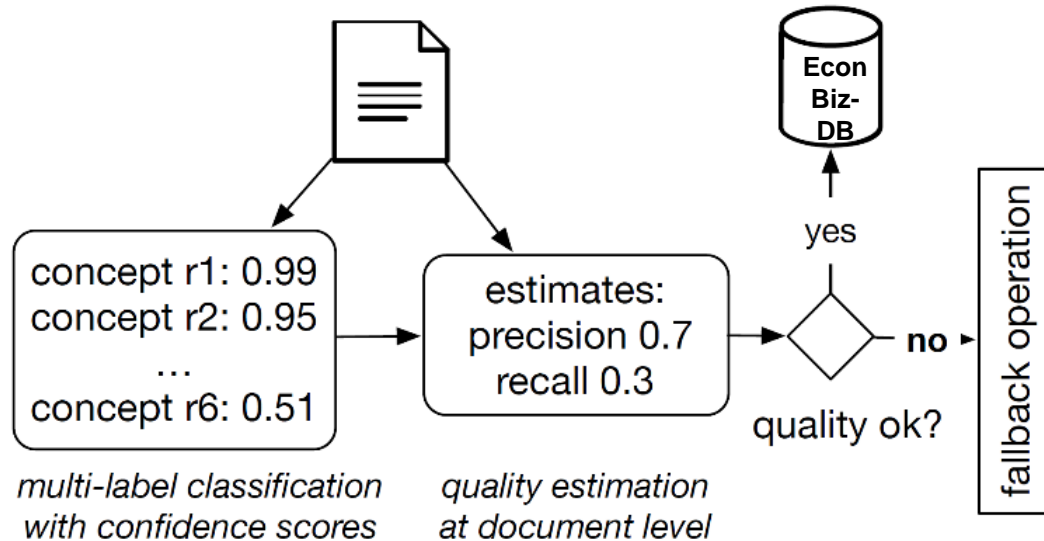 Econ
Biz-
DB
concept r1: 0.99
concept r2: 0.95
...
concept r6: 0.51
estimates:
precision 0.7
recall 0.3
yes
no
quality ok?
fallback operation
multi-label classification
with confidence scores
quality estimation
at document level